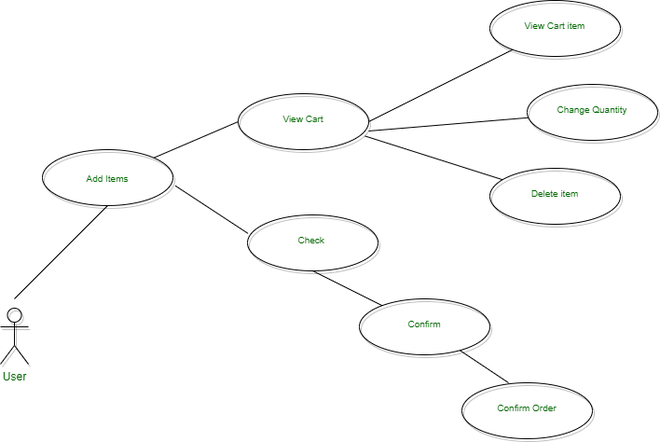 View Cart item
Change Quantity
View Cart
Add Items
Delete item
Check
Confirm
User
Confirm Order